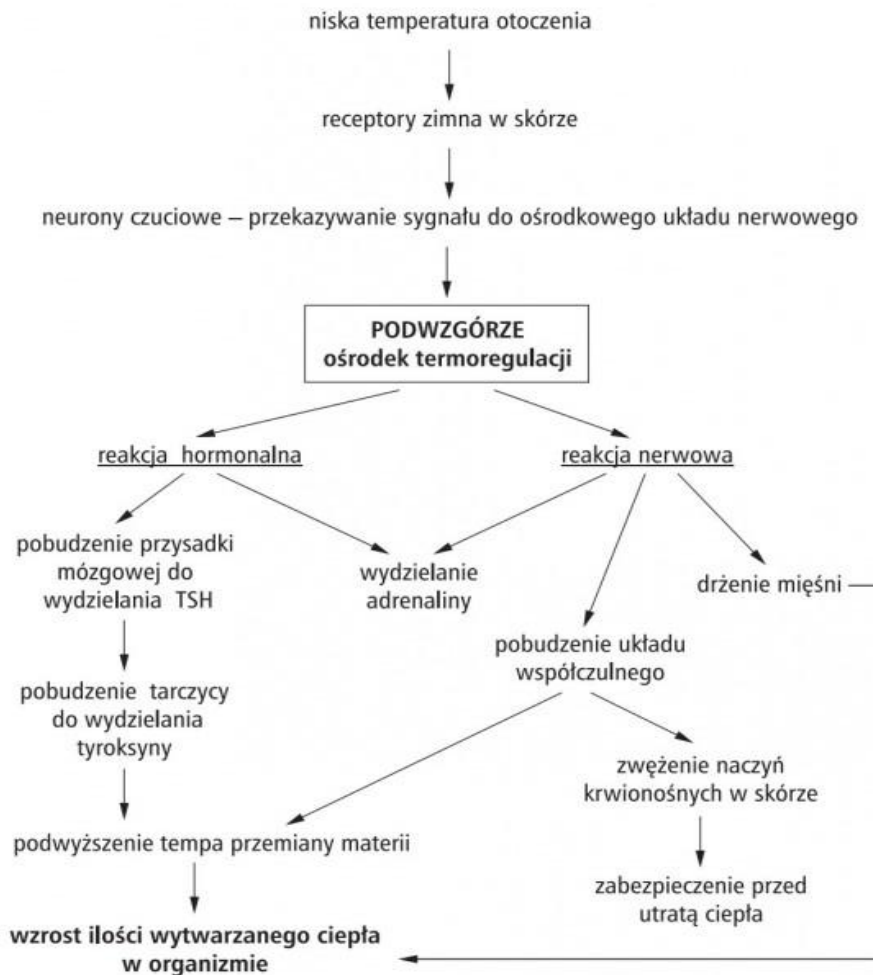 niska temperatura otoczenia
receptory zimna w skórze
neurony czuciowe – przekazywanie sygnału do ośrodkowego układu nerwowego
PODWZGÓRZE
ośrodek termoregulacji
reakcja hormonalna
reakcja nerwowa
pobudzenie przysadki
mózgowej do
wydzielania TSH
wydzielanie
adrenaliny
drżenie mięśni
pobudzenie układu
współczulnego
pobudzenie tarczycy
do wydzielania
tyroksyny
zwężenie naczyń
krwionośnych w skórze
podwyższenie tempa przemiany materii
zabezpieczenie przed
utratą ciepła
wzrost ilości wytwarzanego ciepła
w organizmie